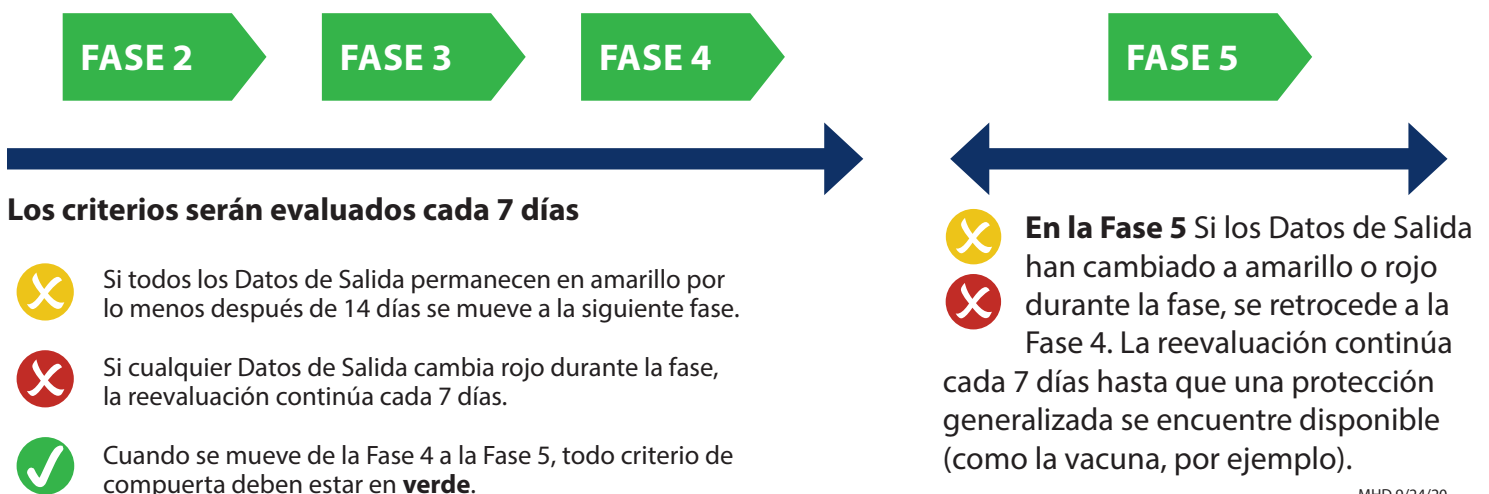 FASE 2
FASE 3
FASE 4
FASE 5
Los criterios serán evaluados cada 7 días
Si todos los Datos de Salida permanecen en amarillo por
lo menos después de 14 días se mueve a la siguiente fase.
Si cualquier Datos de Salida cambia rojo durante la fase,
la reevaluación continúa cada 7 días.
Cuando se mueve de la Fase 4 a la Fase 5, todo criterio de
compuerta deben estar en verde.
En la Fase 5 Si los Datos de Salida
han cambiado a amarillo o rojo
durante la fase, se retrocede a la
Fase 4. La reevaluación continúa
cada 7 días hasta que una protección
generalizada se encuentre disponible
(como la vacuna, por ejemplo).
MHD 9/24/20